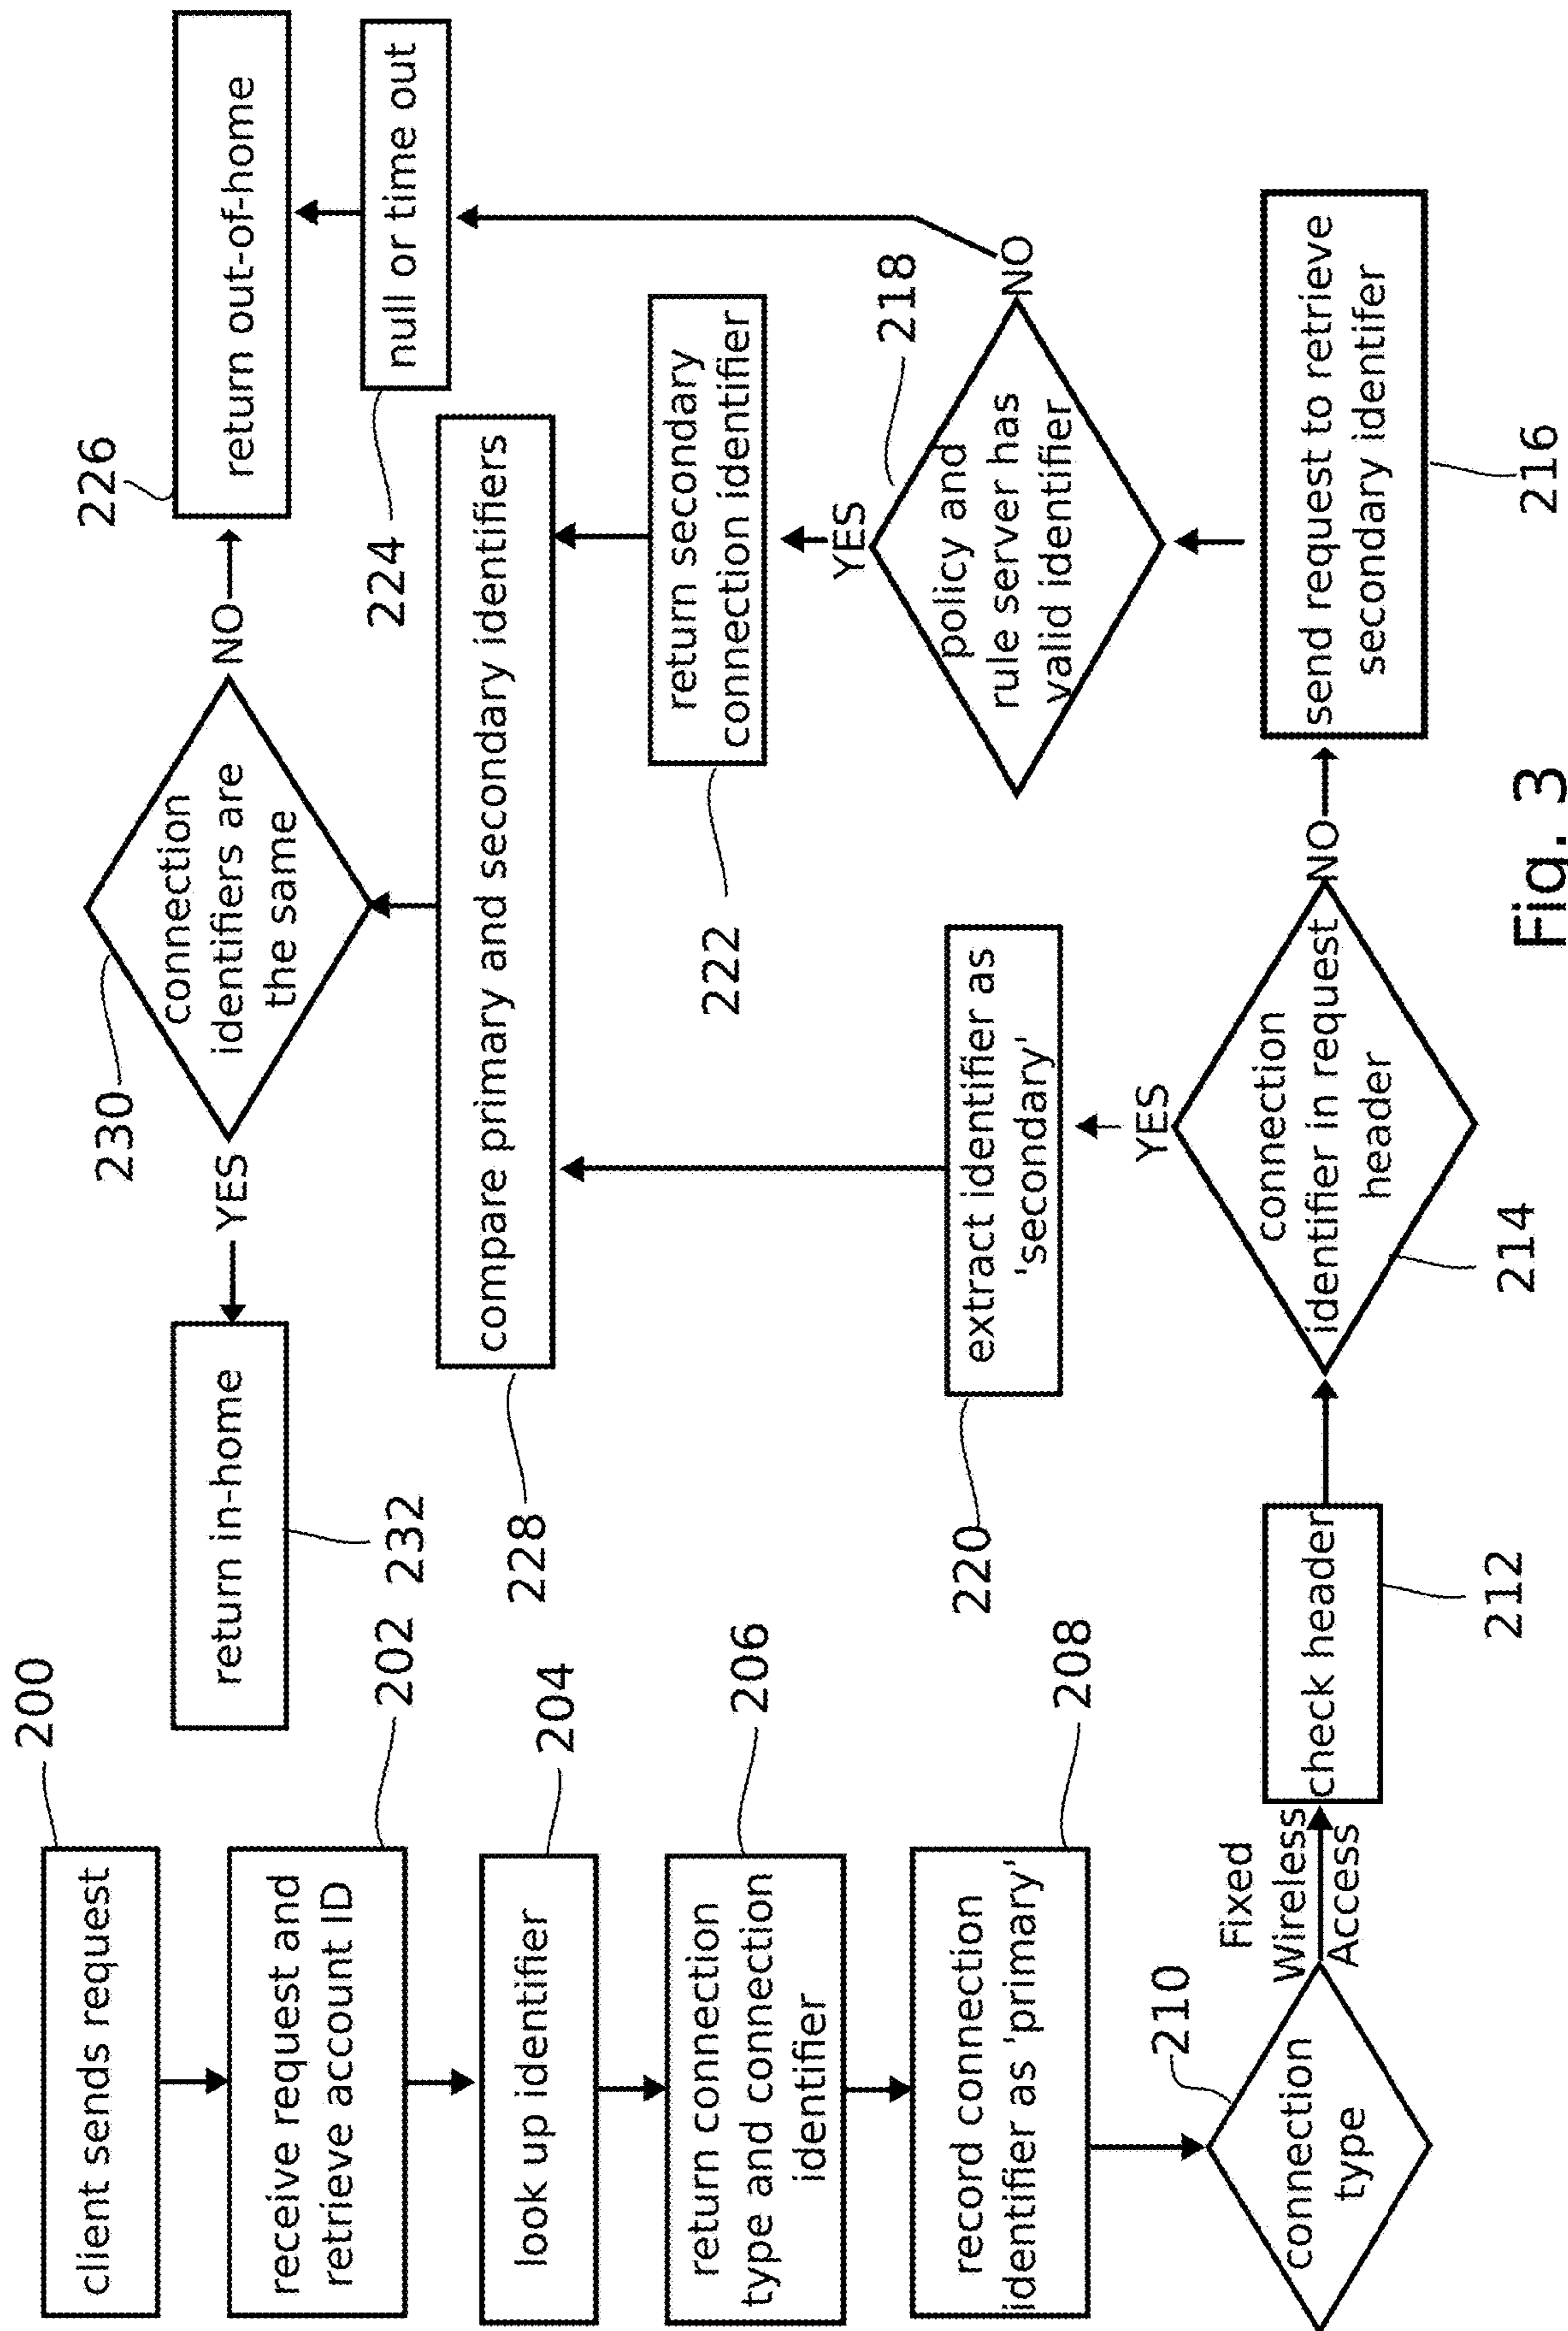 client sends request
200
receive request and
retrieve account ID
202
look up identifier
204
return connection
type and connection
identifier
206
record connection
identifier as 'primary'
208
connection
type
210
Fixed
Wireless
Access
check header
212
connection
identifier in request
header
214
YES
NO
extract identifier as
'secondary'
220
send request to retrieve
secondary identifer
216
policy and
rule server has
valid identifier
218
YES
NO
return secondary
connection identifier
222
null or time out
224
return out-of-home
226
compare primary and secondary identifiers
228
connection
identifiers are
the same
230
YES
NO
return in-home
232
Fig. 3